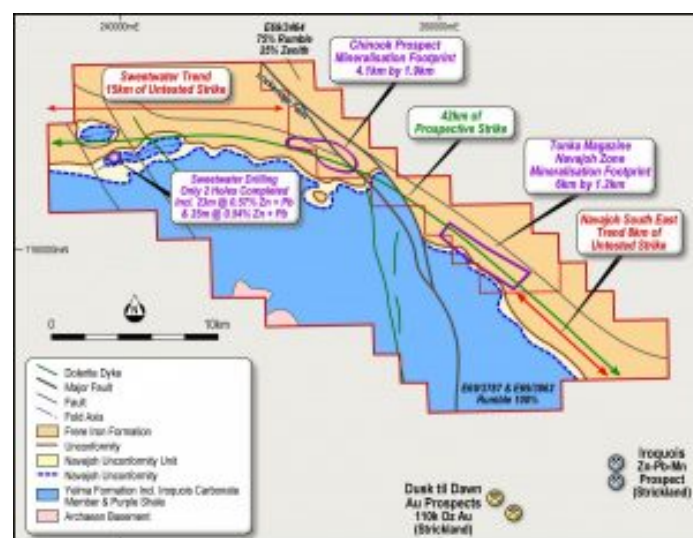 240000mE
260000mE
E69/3464
75% Rumble
25% Zenith
Chinook Prospect
Mineralisation Footprint
4.1km by 1.9km
Sweetwater Trend
15km of Untested Strike
42km of
Prospective Strike
Tonka Magazine
Navajoh Zone
Mineralisation Footprint
6km by 1.2km
Sweetwater Drilling
Only 2 Holes Completed
Incl. 23m @ 0.57% Zn + Pb
& 35m @ 0.54% Zn + Pb
Navajoh South East
Trend 8km of
Untested Strike
0
10km
E69/3787 & E69/3862
Rumble 100%
Dolerite Dyke
Major Fault
Fault
Fold Axis
Frere Iron Formation
Unconformity
Navajoh Unconformity Unit
Navajoh Unconformity
Yelma Formation Incl. Iroquois Carbonate
Member & Purple Shale
Archaean Basement
Iroquois
Zn-Pb-Mn
Prospect
(Strickland)
Dusk til Dawn
Au Prospects
110k Oz Au
(Strickland)